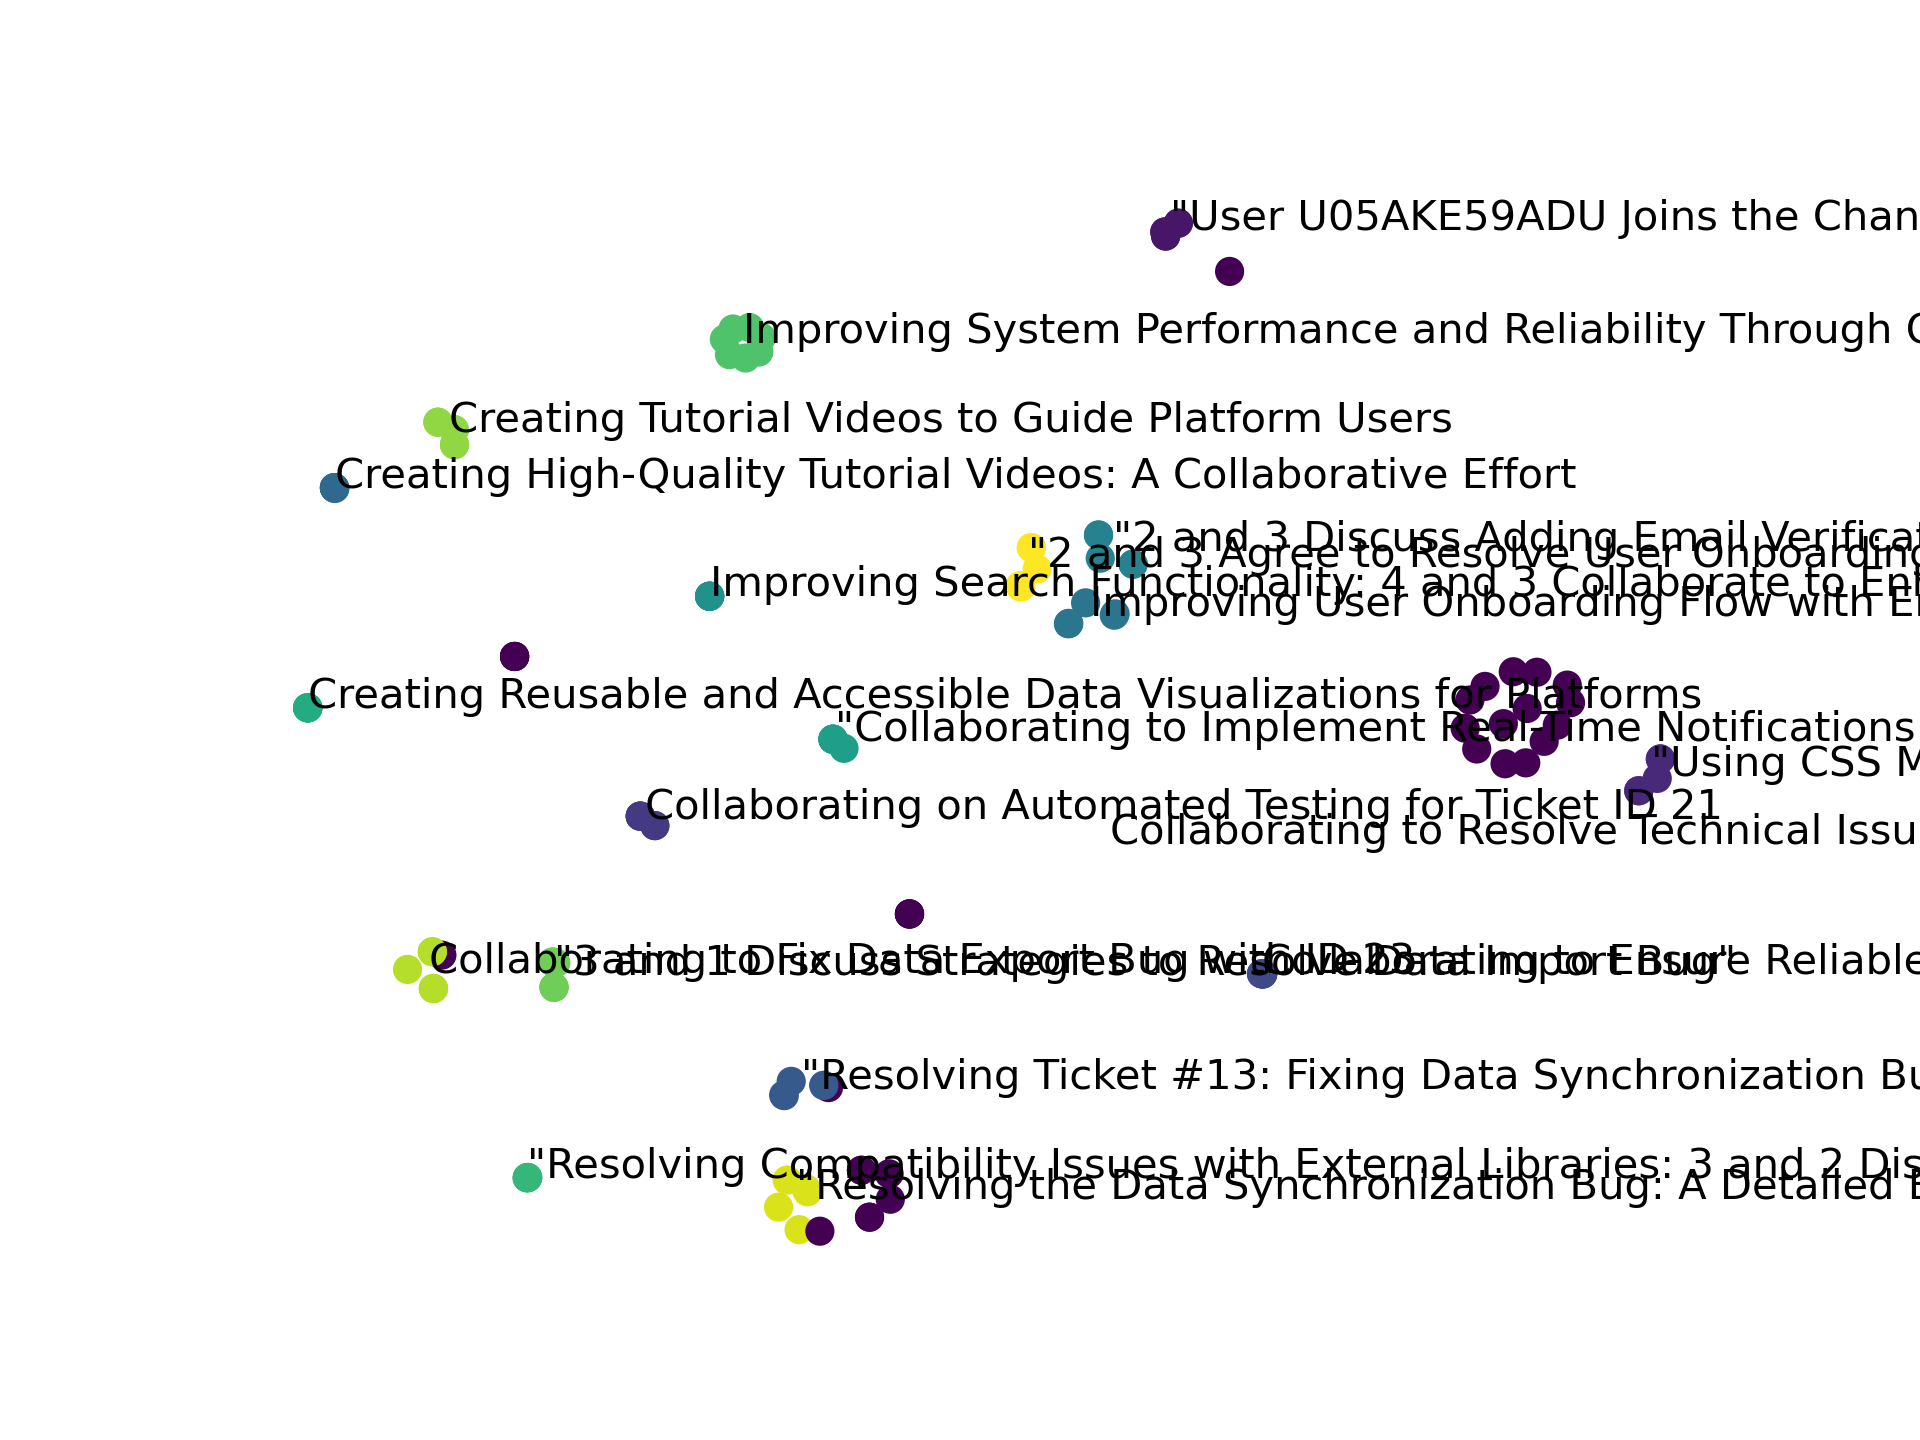 "User U05AKE59ADU Joins the Chan
Improving System Performance and Reliability Through
Creating Tutorial Videos to Guide Platform Users
Creating High-Quality Tutorial Videos: A Collaborative Effort
"2 and 3 Discuss Adding Email Verificat
"2 and 3 Agree to Resolve User Onboarding
Improving Search Functionality: 4 and 3 Collaborate to
Improving User Onboarding Flow with
Creating Reusable and Accessible Data Visualizations for Platforms
"Collaborating to Implement Real-Time Notifications
"Using CSS M
Collaborating on Automated Testing for Ticket ID 21
Collaborating to Resolve Technical Issu
Collaborating to Fix Data Export Bug with ID 23
"3 and 1 Discuss Strategies to Resolve Data Import Bug"
Collaborating to Ensure Reliable
"Resolving Ticket #13: Fixing Data Synchronization Bu
"Resolving Compatibility Issues with External Libraries: 3 and 2 Dis
"Resolving the Data Synchronization Bug: A Detailed